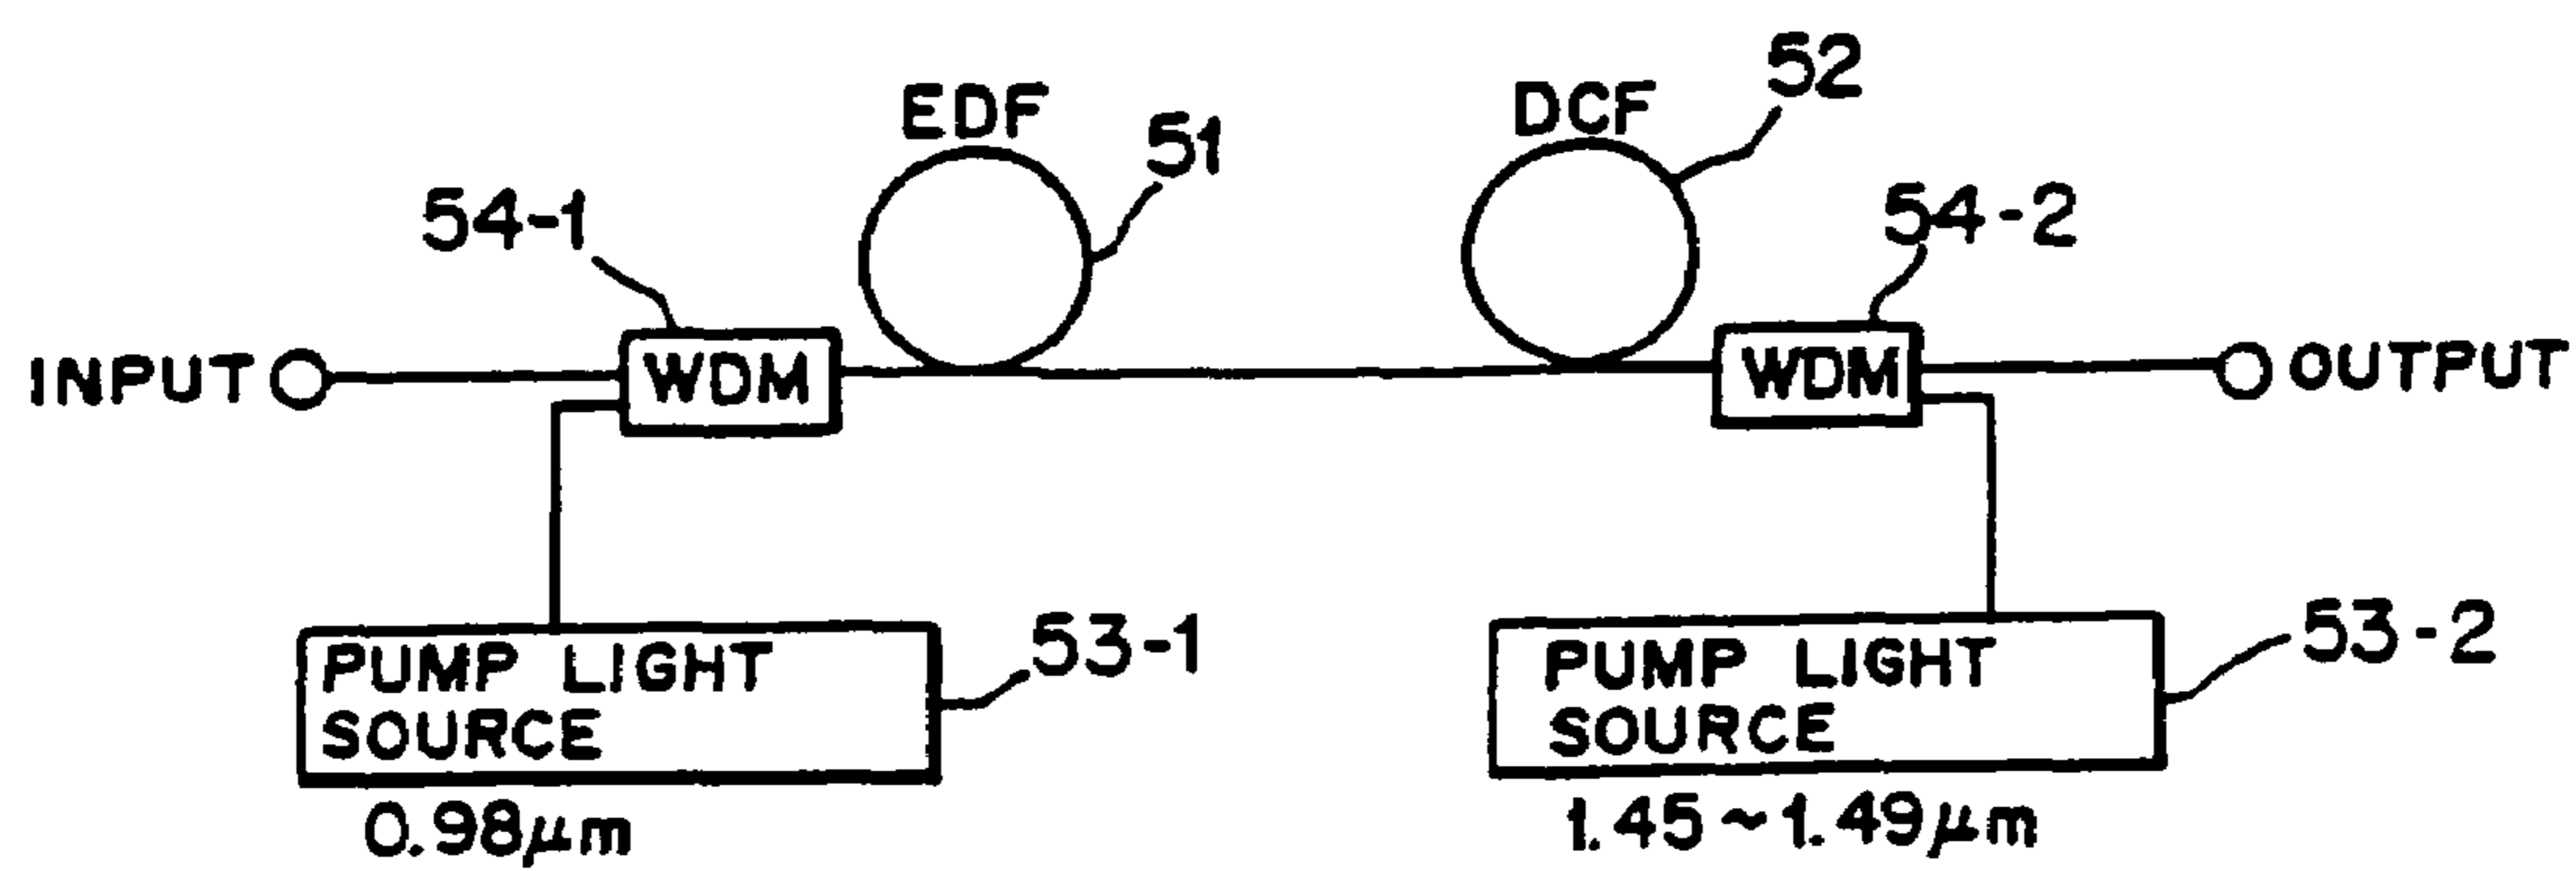 EDF
51
DCF
52
54-1
54-2
INPUT
WDM
WDM
OUTPUT
PUMP LIGHT
SOURCE
53-1
PUMP LIGHT
SOURCE
53-2
0.98μm
1.45~1.49μm